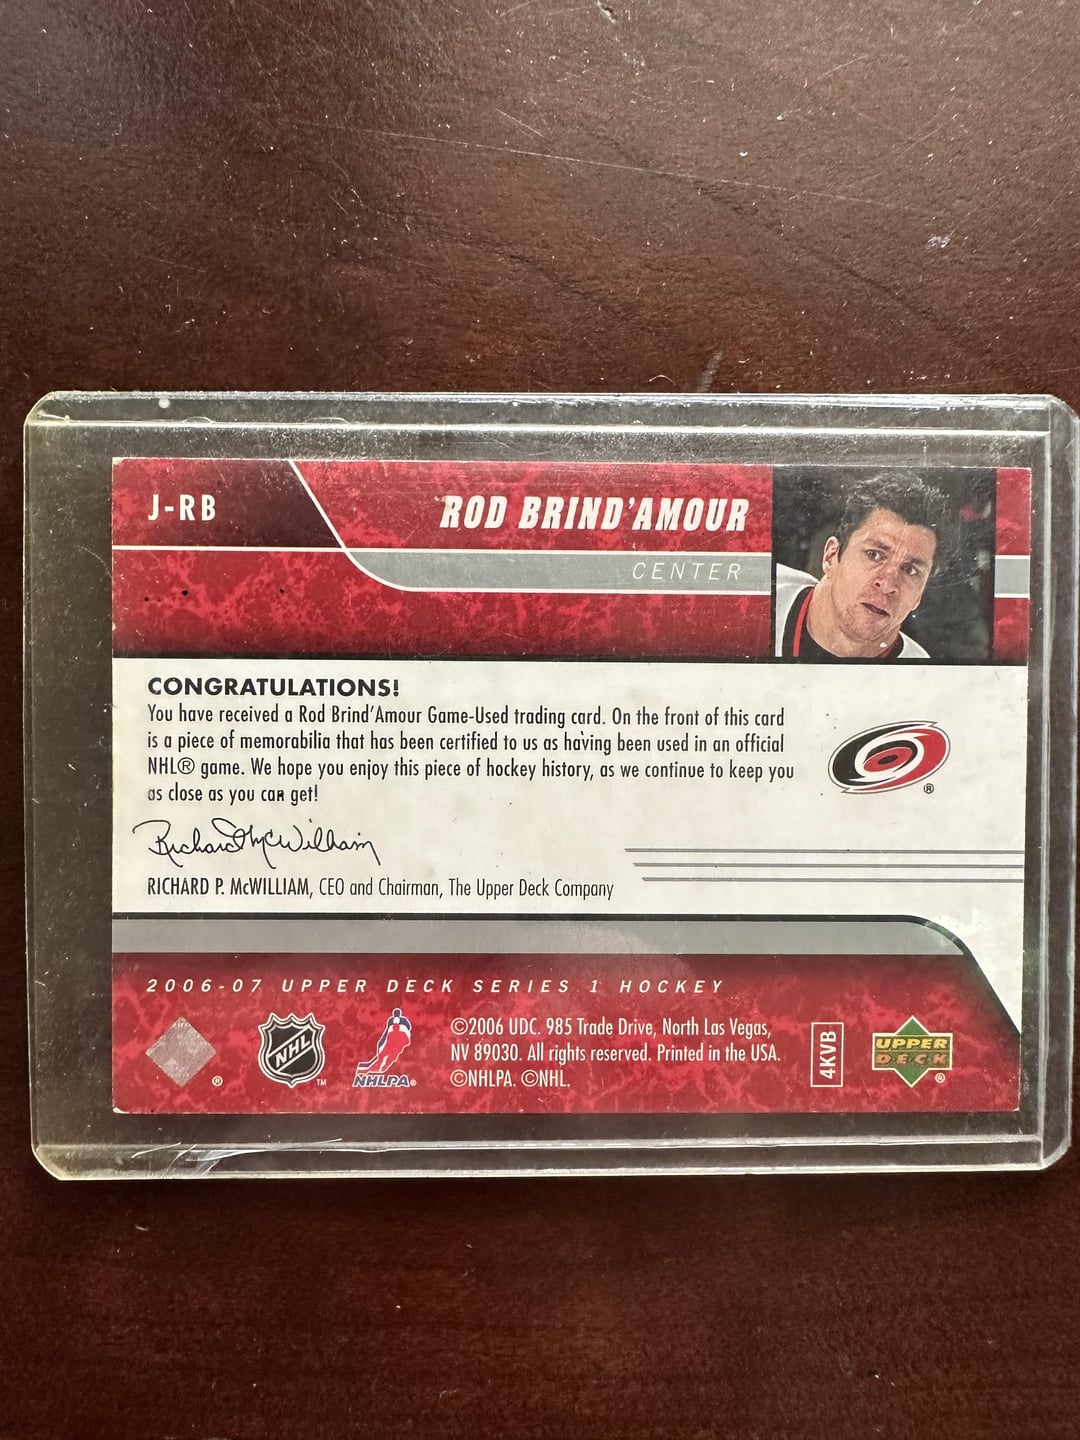 J-RB
ROD BRIND'AMOUR
CENTER
CONGRATULATIONS!
You have received a Rod Brind'Amour Game-Used trading card. On the front of this card
is a piece of memorabilia that has been certified to us as having been used in an official
NHL® game. We hope you enjoy this piece of hockey history, as we continue to keep you
as close as you can get!
®
Richard McWilliam
RICHARD P. McWILLIAM, CEO and Chairman, The Upper Deck Company
2006-07 UPPER DECK SERIES 1 HOCKEY
®
NHL
TM
NHLPA®
©2006 UDC. 985 Trade Drive, North Las Vegas,
NV 89030. All rights reserved. Printed in the USA.
©NHLPA. ©NHL.
4KVB
UPPER
DECK
®